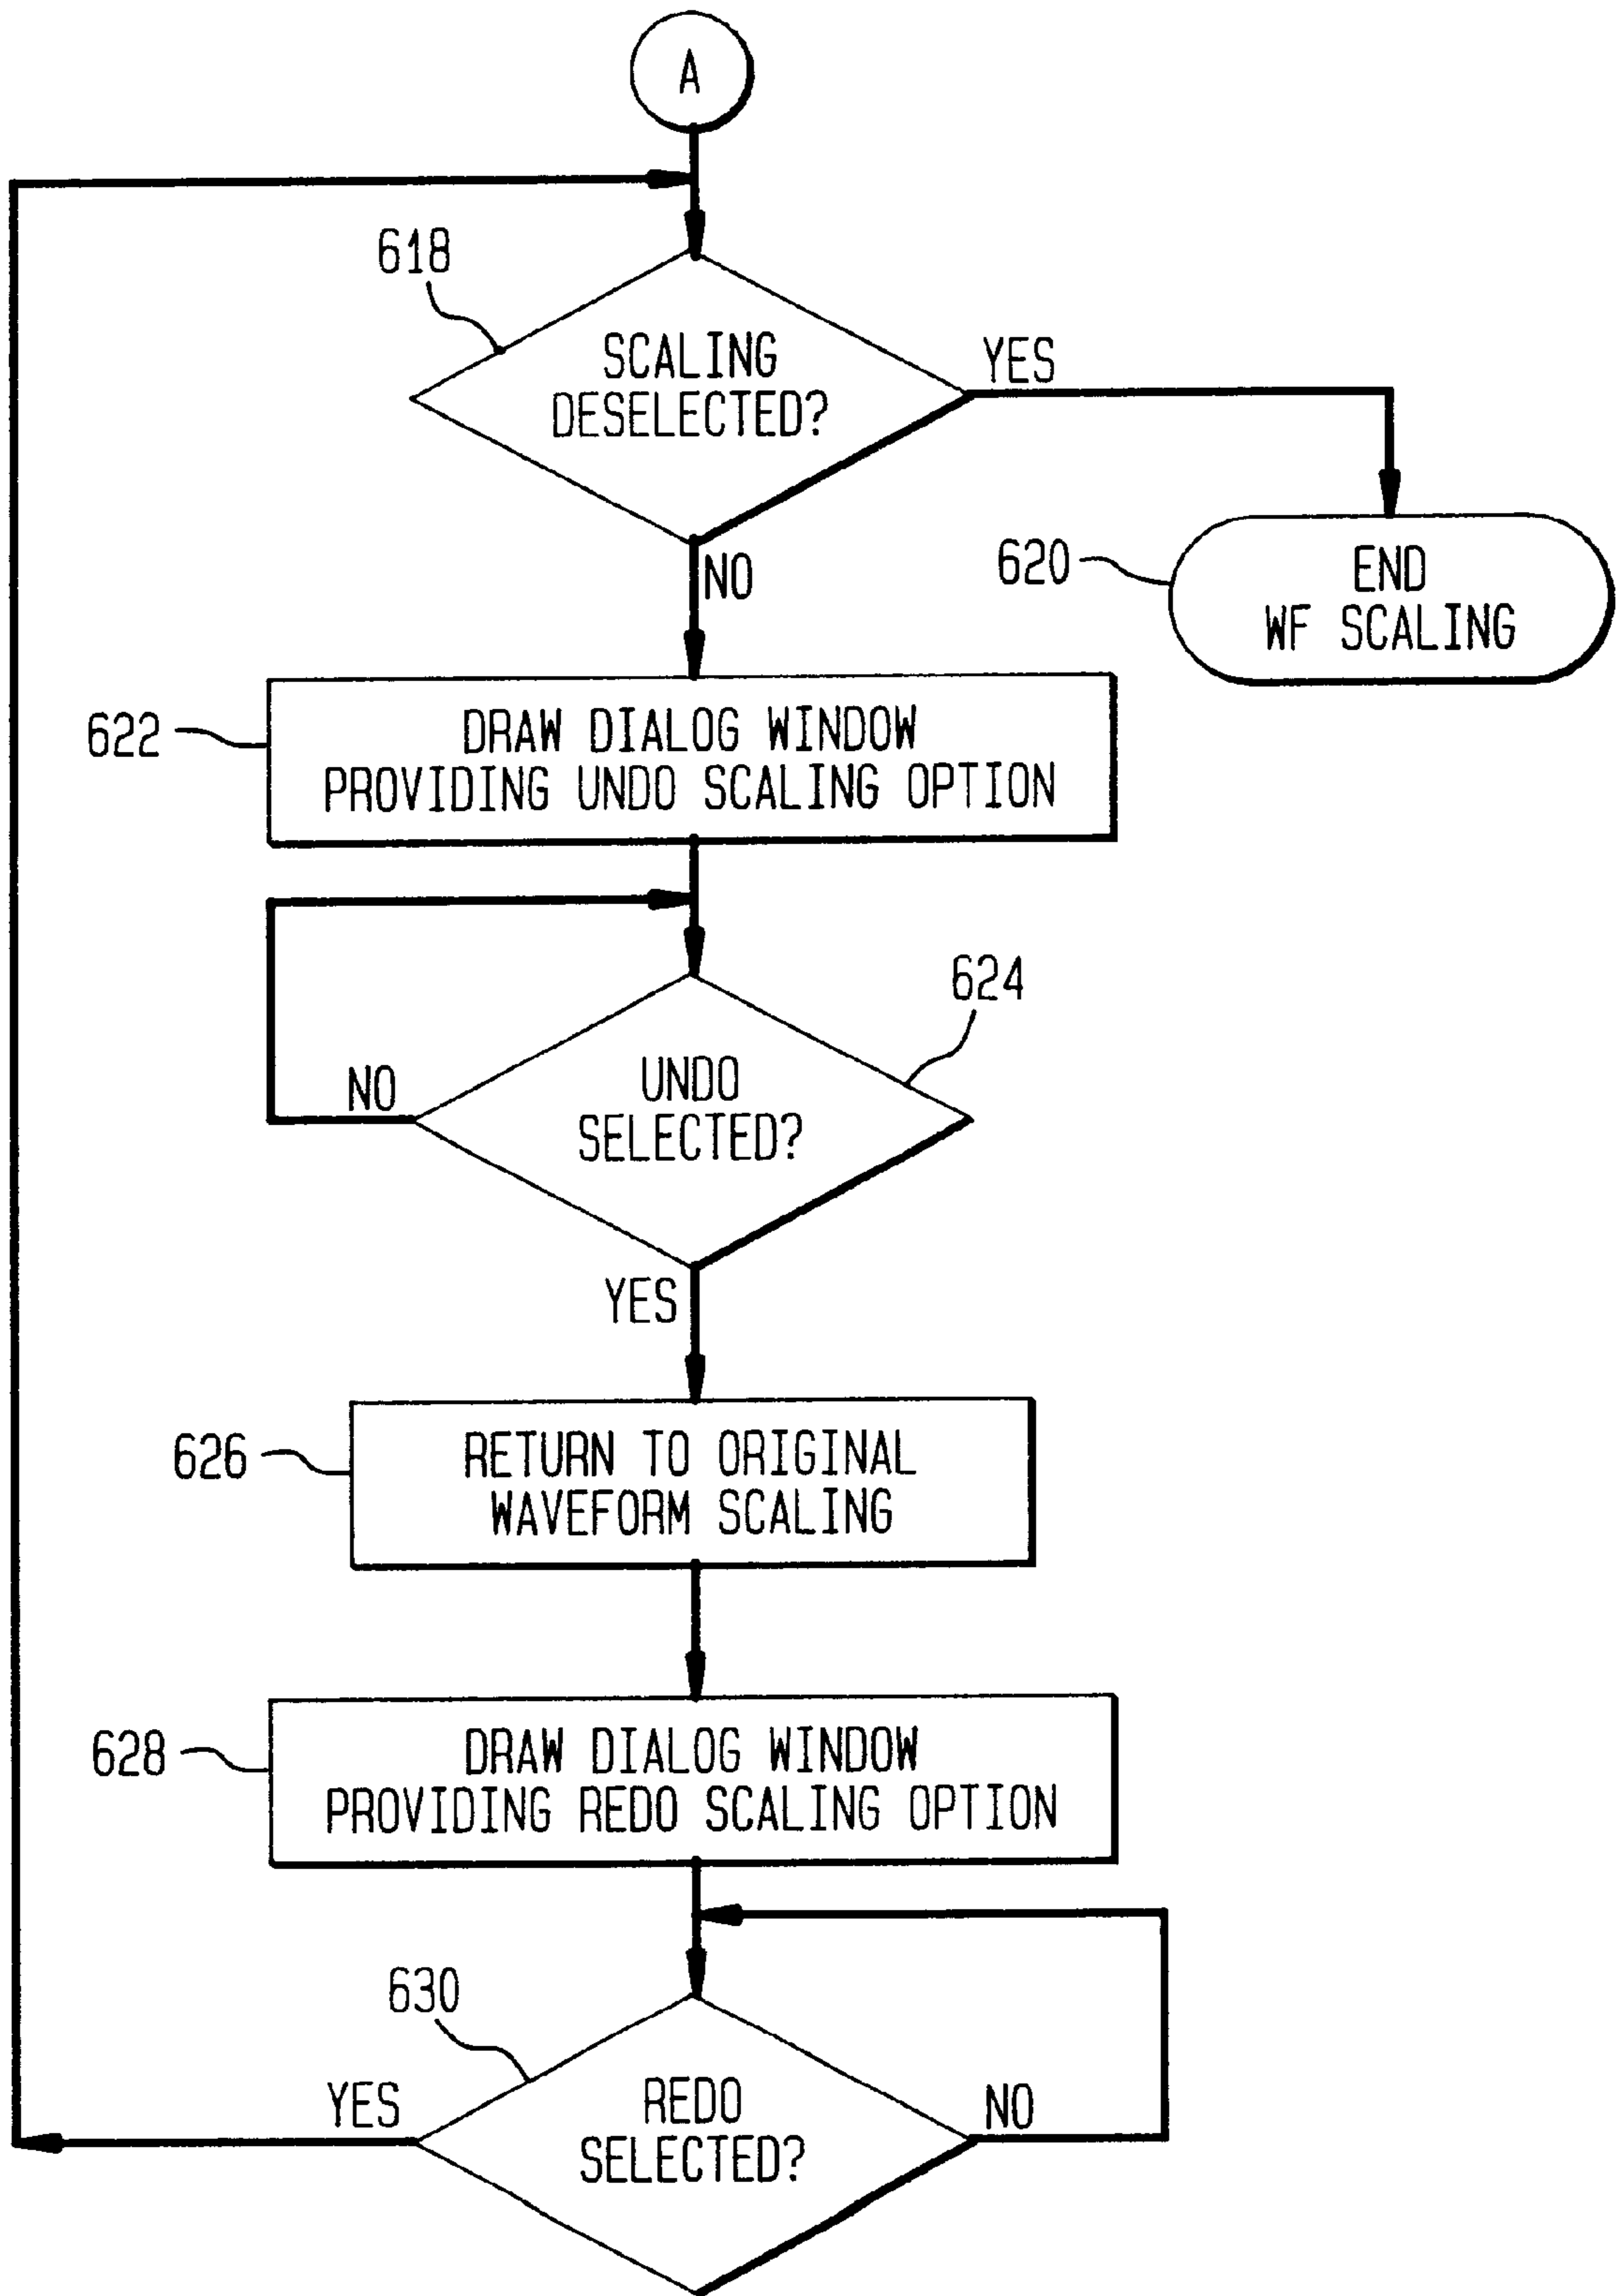 A
618
SCALING
DESELECTED?
YES
NO
620
END
WF SCALING
622
DRAW DIALOG WINDOW
PROVIDING UNDO SCALING OPTION
624
UNDO
SELECTED?
NO
YES
626
RETURN TO ORIGINAL
WAVEFORM SCALING
628
DRAW DIALOG WINDOW
PROVIDING REDO SCALING OPTION
630
REDO
SELECTED?
YES
NO